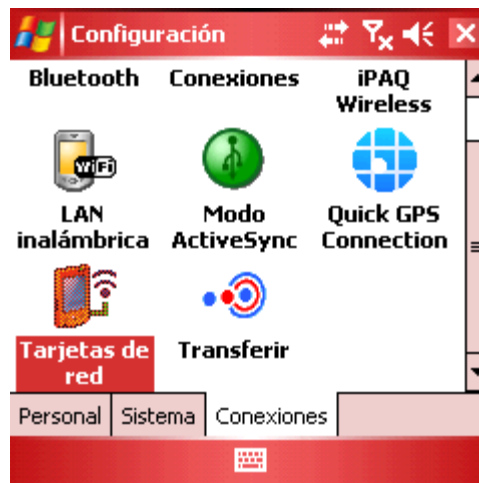 Configuración
Bluetooth Conexiones iPAQ
Wireless
WiFi
LAN Modo Quick GPS
inalámbrica ActiveSync Connection
Tarjetas de Transferir
red
Personal Sistema Conexiones